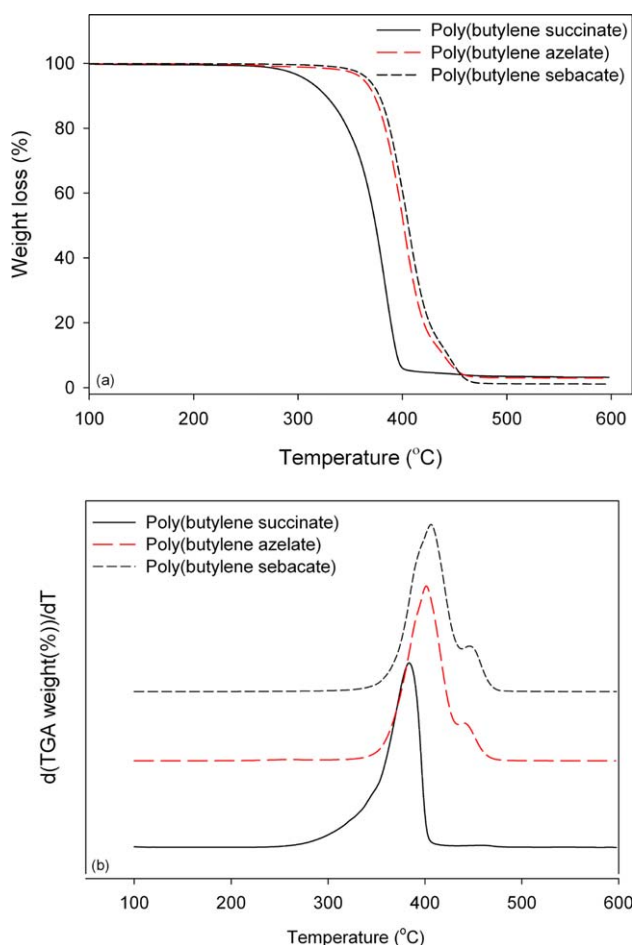 Poly(butylene succinate)
Poly(butylene azelate)
Poly(butylene sebacate)
100
80
60
40
20
0
Weight loss (%)
(a)
100 200 300 400 500 600
Temperature (°C)
Poly(butylene succinate)
Poly(butylene azelate)
Poly(butylene sebacate)
d(TGA weight(%))/dT
(b)
100 200 300 400 500 600
Temperature (°C)